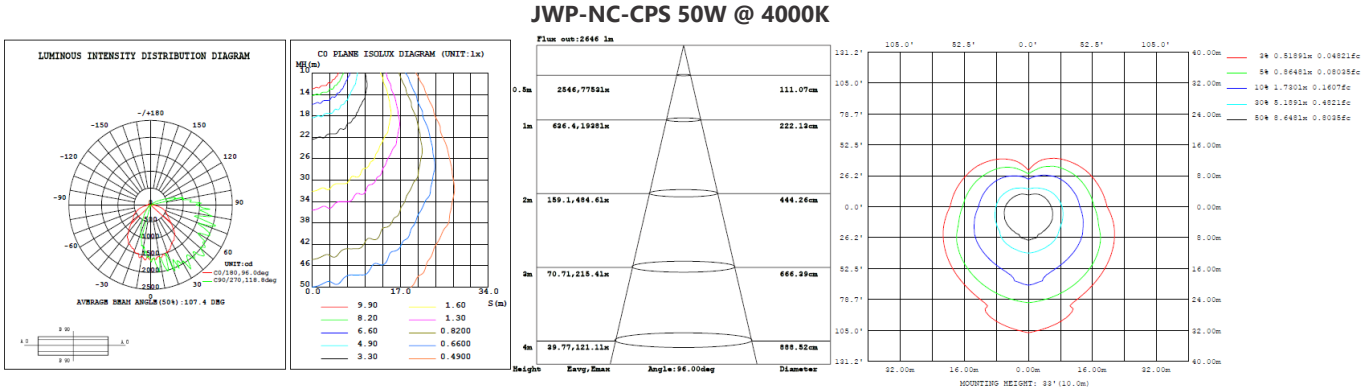 JWP-NC-CPS 50W @ 4000K
LUMINOUS INTENSITY DISTRIBUTION DIAGRAM
-/+180
-150 150
-120 120
-90 90
-60 60
-30 30
0
0
500
1000
1500
2000
2500
UNIT:cd
C0/180,96.0deg
C90/270,118.8deg
AVERAGE BEAM ANGLE(50%):107.4 DEG
C0 PLANE ISOLUX DIAGRAM (UNIT:lx)
MH(m)
10
14
18
22
26
30
34
38
42
46
50
0.0 17.0 34.0
S(m)
9.90 1.60
8.20 1.30
6.60 0.8200
4.90 0.6600
3.30 0.4900
Flux out:2646 lm
0.5m 2546,7753lx 111.07cm
1m 636.4,1938lx 222.13cm
2m 159.1,484.6lx 444.26cm
3m 70.71,215.4lx 666.39cm
4m 39.77,121.1lx 888.52cm
Height Eavg,Emax Angle:96.00deg Diameter
105.0' 52.5' 0.0' 52.5' 105.0'
131.2' 40.00m
105.0' 32.00m
78.7' 24.00m
52.5' 16.00m
26.2' 8.00m
0.0' 0.00m
26.2' 8.00m
52.5' 16.00m
78.7' 24.00m
105.0' 32.00m
131.2' 40.00m
32.00m 16.00m 0.00m 16.00m 32.00m
MOUNTING HEIGHT: 33'(10.0m)
3% 0.5189lx 0.04821fc
5% 0.8648lx 0.08035fc
10% 1.730lx 0.1607fc
30% 5.189lx 0.4821fc
50% 8.648lx 0.8035fc